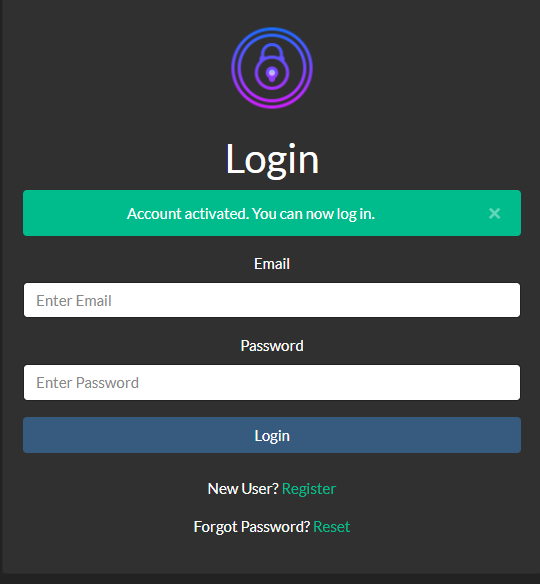 Login
Account activated. You can now log in. ×
Email
Enter Email
Password
Enter Password
Login
New User? Register
Forgot Password? Reset